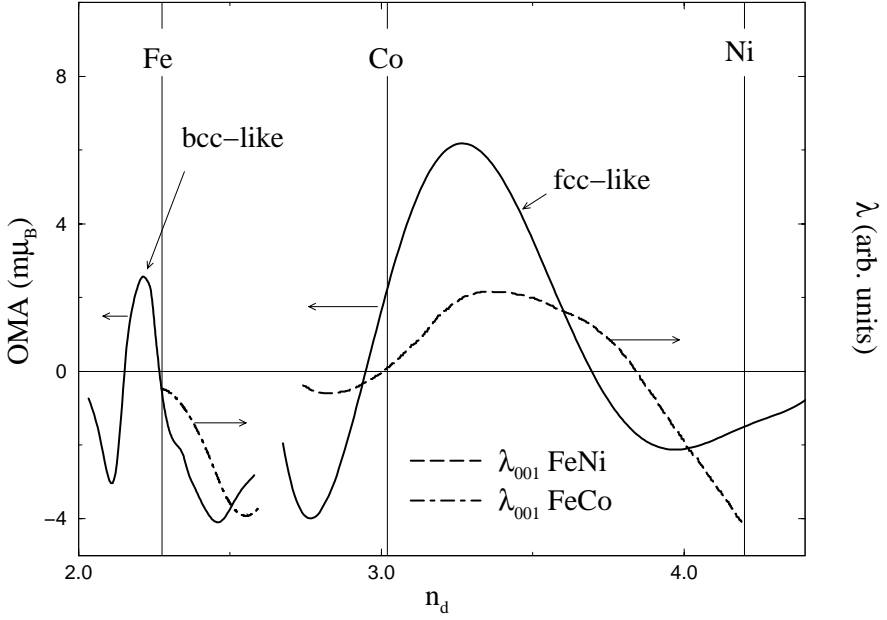 Fe
Co
Ni
bcc−like
fcc−like
8
4
0
−4
OMA (mμ_B)
λ (arb. units)
λ_001 FeNi
λ_001 FeCo
2.0
3.0
4.0
n_d